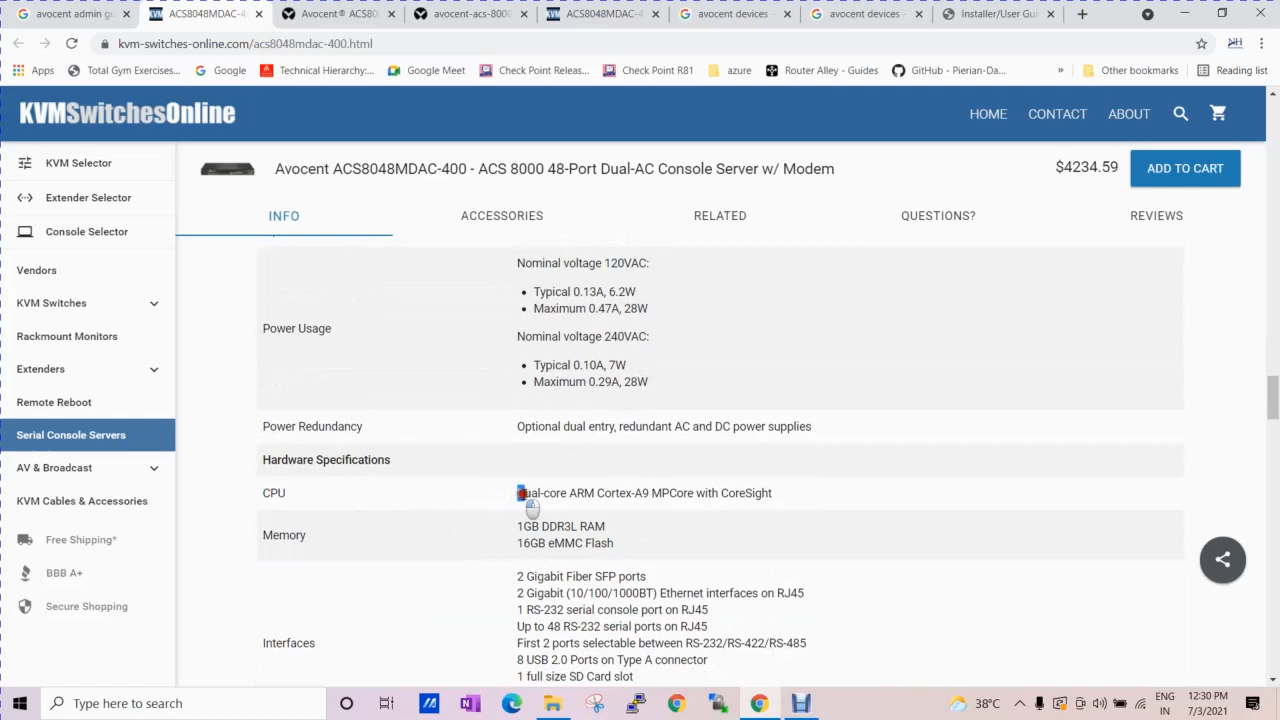 avocent admin gu
ACS8048MDAC-4
Avocent® ACS80
avocent-acs-8000
ACS8048MDAC-4
avocent devices -
avocent devices -
Installer/User Gu
kvm-switches-online.com/acs8048mdac-400.html
Apps
Total Gym Exercises...
Google
Technical Hierarchy:...
Google Meet
Check Point Releas...
Check Point R81
azure
Router Alley - Guides
GitHub - Pierian-Da...
»
Other bookmarks
Reading list
KVMSwitchesOnline
HOME
CONTACT
ABOUT
KVM Selector
Extender Selector
Console Selector
Vendors
KVM Switches
Rackmount Monitors
Extenders
Remote Reboot
Serial Console Servers
AV & Broadcast
KVM Cables & Accessories
Free Shipping*
BBB A+
Secure Shopping
Avocent ACS8048MDAC-400 - ACS 8000 48-Port Dual-AC Console Server w/ Modem
$4234.59
ADD TO CART
INFO
ACCESSORIES
RELATED
QUESTIONS?
REVIEWS
Power Usage
Nominal voltage 120VAC:
• Typical 0.13A, 6.2W
• Maximum 0.47A, 28W
Nominal voltage 240VAC:
• Typical 0.10A, 7W
• Maximum 0.29A, 28W
Power Redundancy
Optional dual entry, redundant AC and DC power supplies
Hardware Specifications
CPU
Dual-core ARM Cortex-A9 MPCore with CoreSight
Memory
1GB DDR3L RAM
16GB eMMC Flash
Interfaces
2 Gigabit Fiber SFP ports
2 Gigabit (10/100/1000BT) Ethernet interfaces on RJ45
1 RS-232 serial console port on RJ45
Up to 48 RS-232 serial ports on RJ45
First 2 ports selectable between RS-232/RS-422/RS-485
8 USB 2.0 Ports on Type A connector
1 full size SD Card slot
Type here to search
38°C
ENG
IN
12:30 PM
7/3/2021